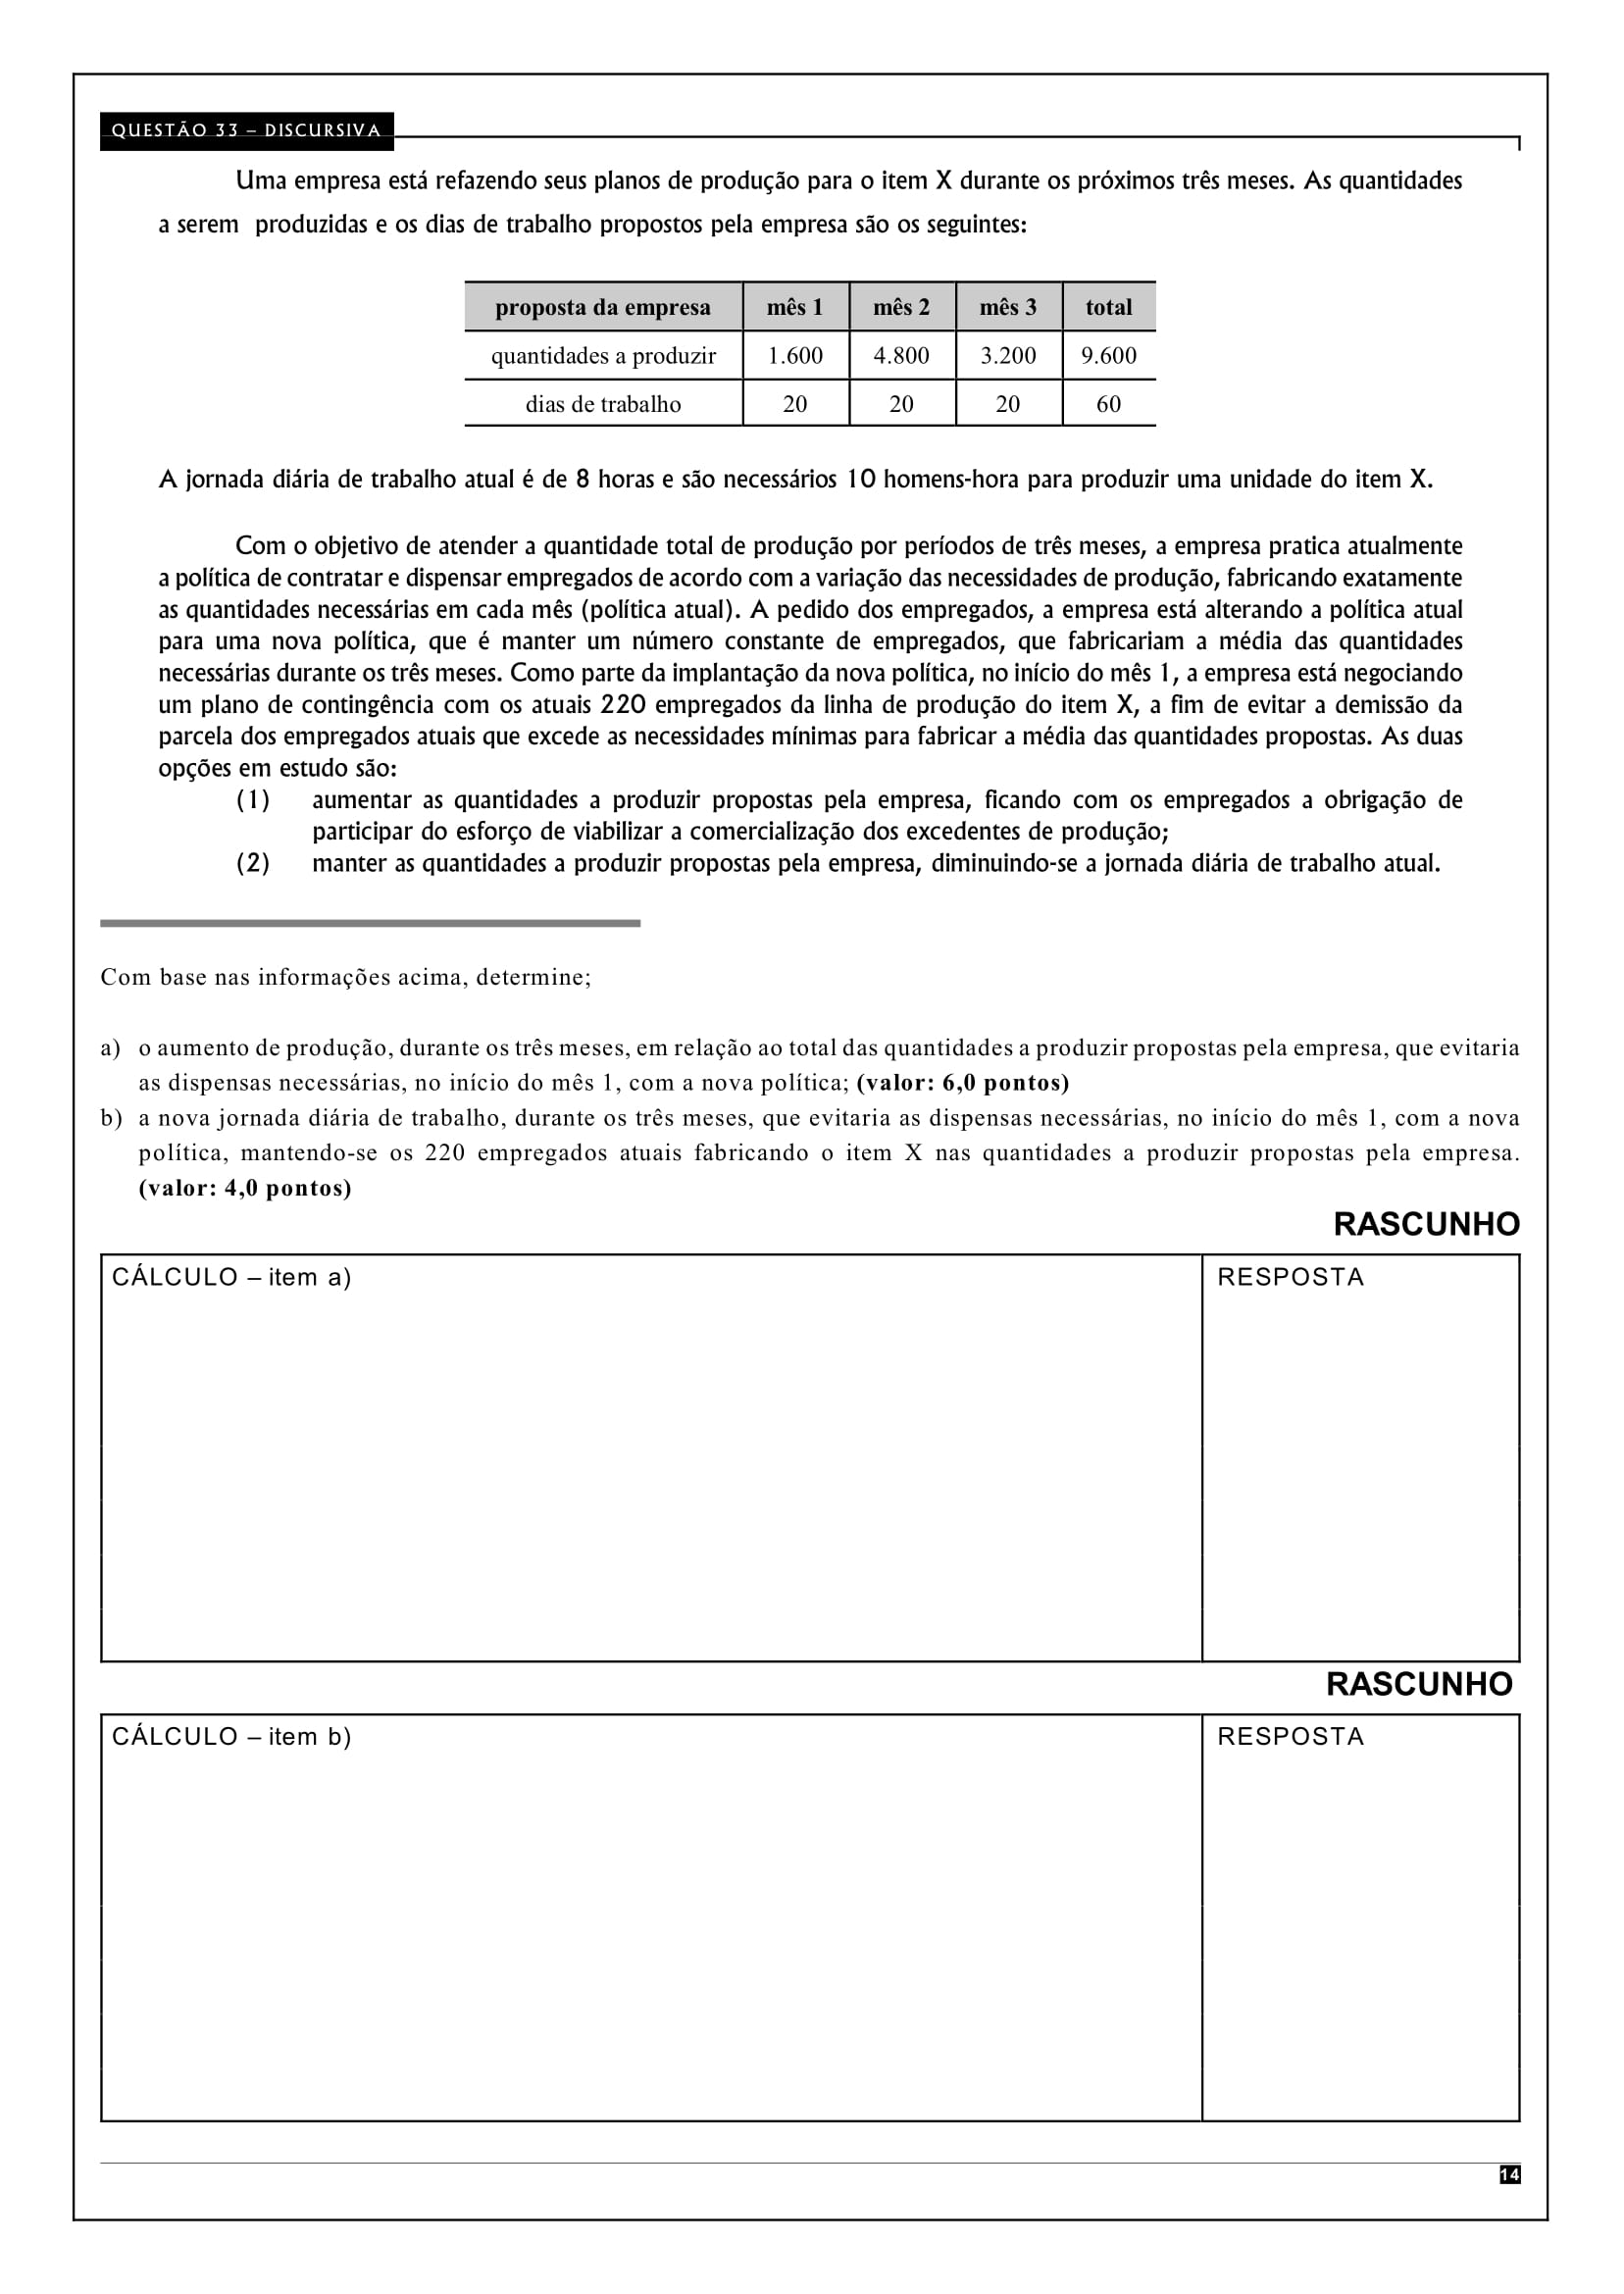 QUESTÃO 33 – DISCURSIVA
Uma empresa está refazendo seus planos de produção para o item X durante os próximos três meses. As quantidades
a serem produzidas e os dias de trabalho propostos pela empresa são os seguintes:
proposta da empresa mês 1 mês 2 mês 3 total
quantidades a produzir 1.600 4.800 3.200 9.600
dias de trabalho 20 20 20 60
A jornada diária de trabalho atual é de 8 horas e são necessários 10 homens-hora para produzir uma unidade do item X.
Com o objetivo de atender a quantidade total de produção por períodos de três meses, a empresa pratica atualmente
a política de contratar e dispensar empregados de acordo com a variação das necessidades de produção, fabricando exatamente
as quantidades necessárias em cada mês (política atual). A pedido dos empregados, a empresa está alterando a política atual
para uma nova política, que é manter um número constante de empregados, que fabricariam a média das quantidades
necessárias durante os três meses. Como parte da implantação da nova política, no início do mês 1, a empresa está negociando
um plano de contingência com os atuais 220 empregados da linha de produção do item X, a fim de evitar a demissão da
parcela dos empregados atuais que excede as necessidades mínimas para fabricar a média das quantidades propostas. As duas
opções em estudo são:
(1) aumentar as quantidades a produzir propostas pela empresa, ficando com os empregados a obrigação de
participar do esforço de viabilizar a comercialização dos excedentes de produção;
(2) manter as quantidades a produzir propostas pela empresa, diminuindo-se a jornada diária de trabalho atual.
Com base nas informações acima, determine;
a) o aumento de produção, durante os três meses, em relação ao total das quantidades a produzir propostas pela empresa, que evitaria
as dispensas necessárias, no início do mês 1, com a nova política; (valor: 6,0 pontos)
b) a nova jornada diária de trabalho, durante os três meses, que evitaria as dispensas necessárias, no início do mês 1, com a nova
política, mantendo-se os 220 empregados atuais fabricando o item X nas quantidades a produzir propostas pela empresa.
(valor: 4,0 pontos)
RASCUNHO
CÁLCULO – item a) RESPOSTA
RASCUNHO
CÁLCULO – item b) RESPOSTA
14